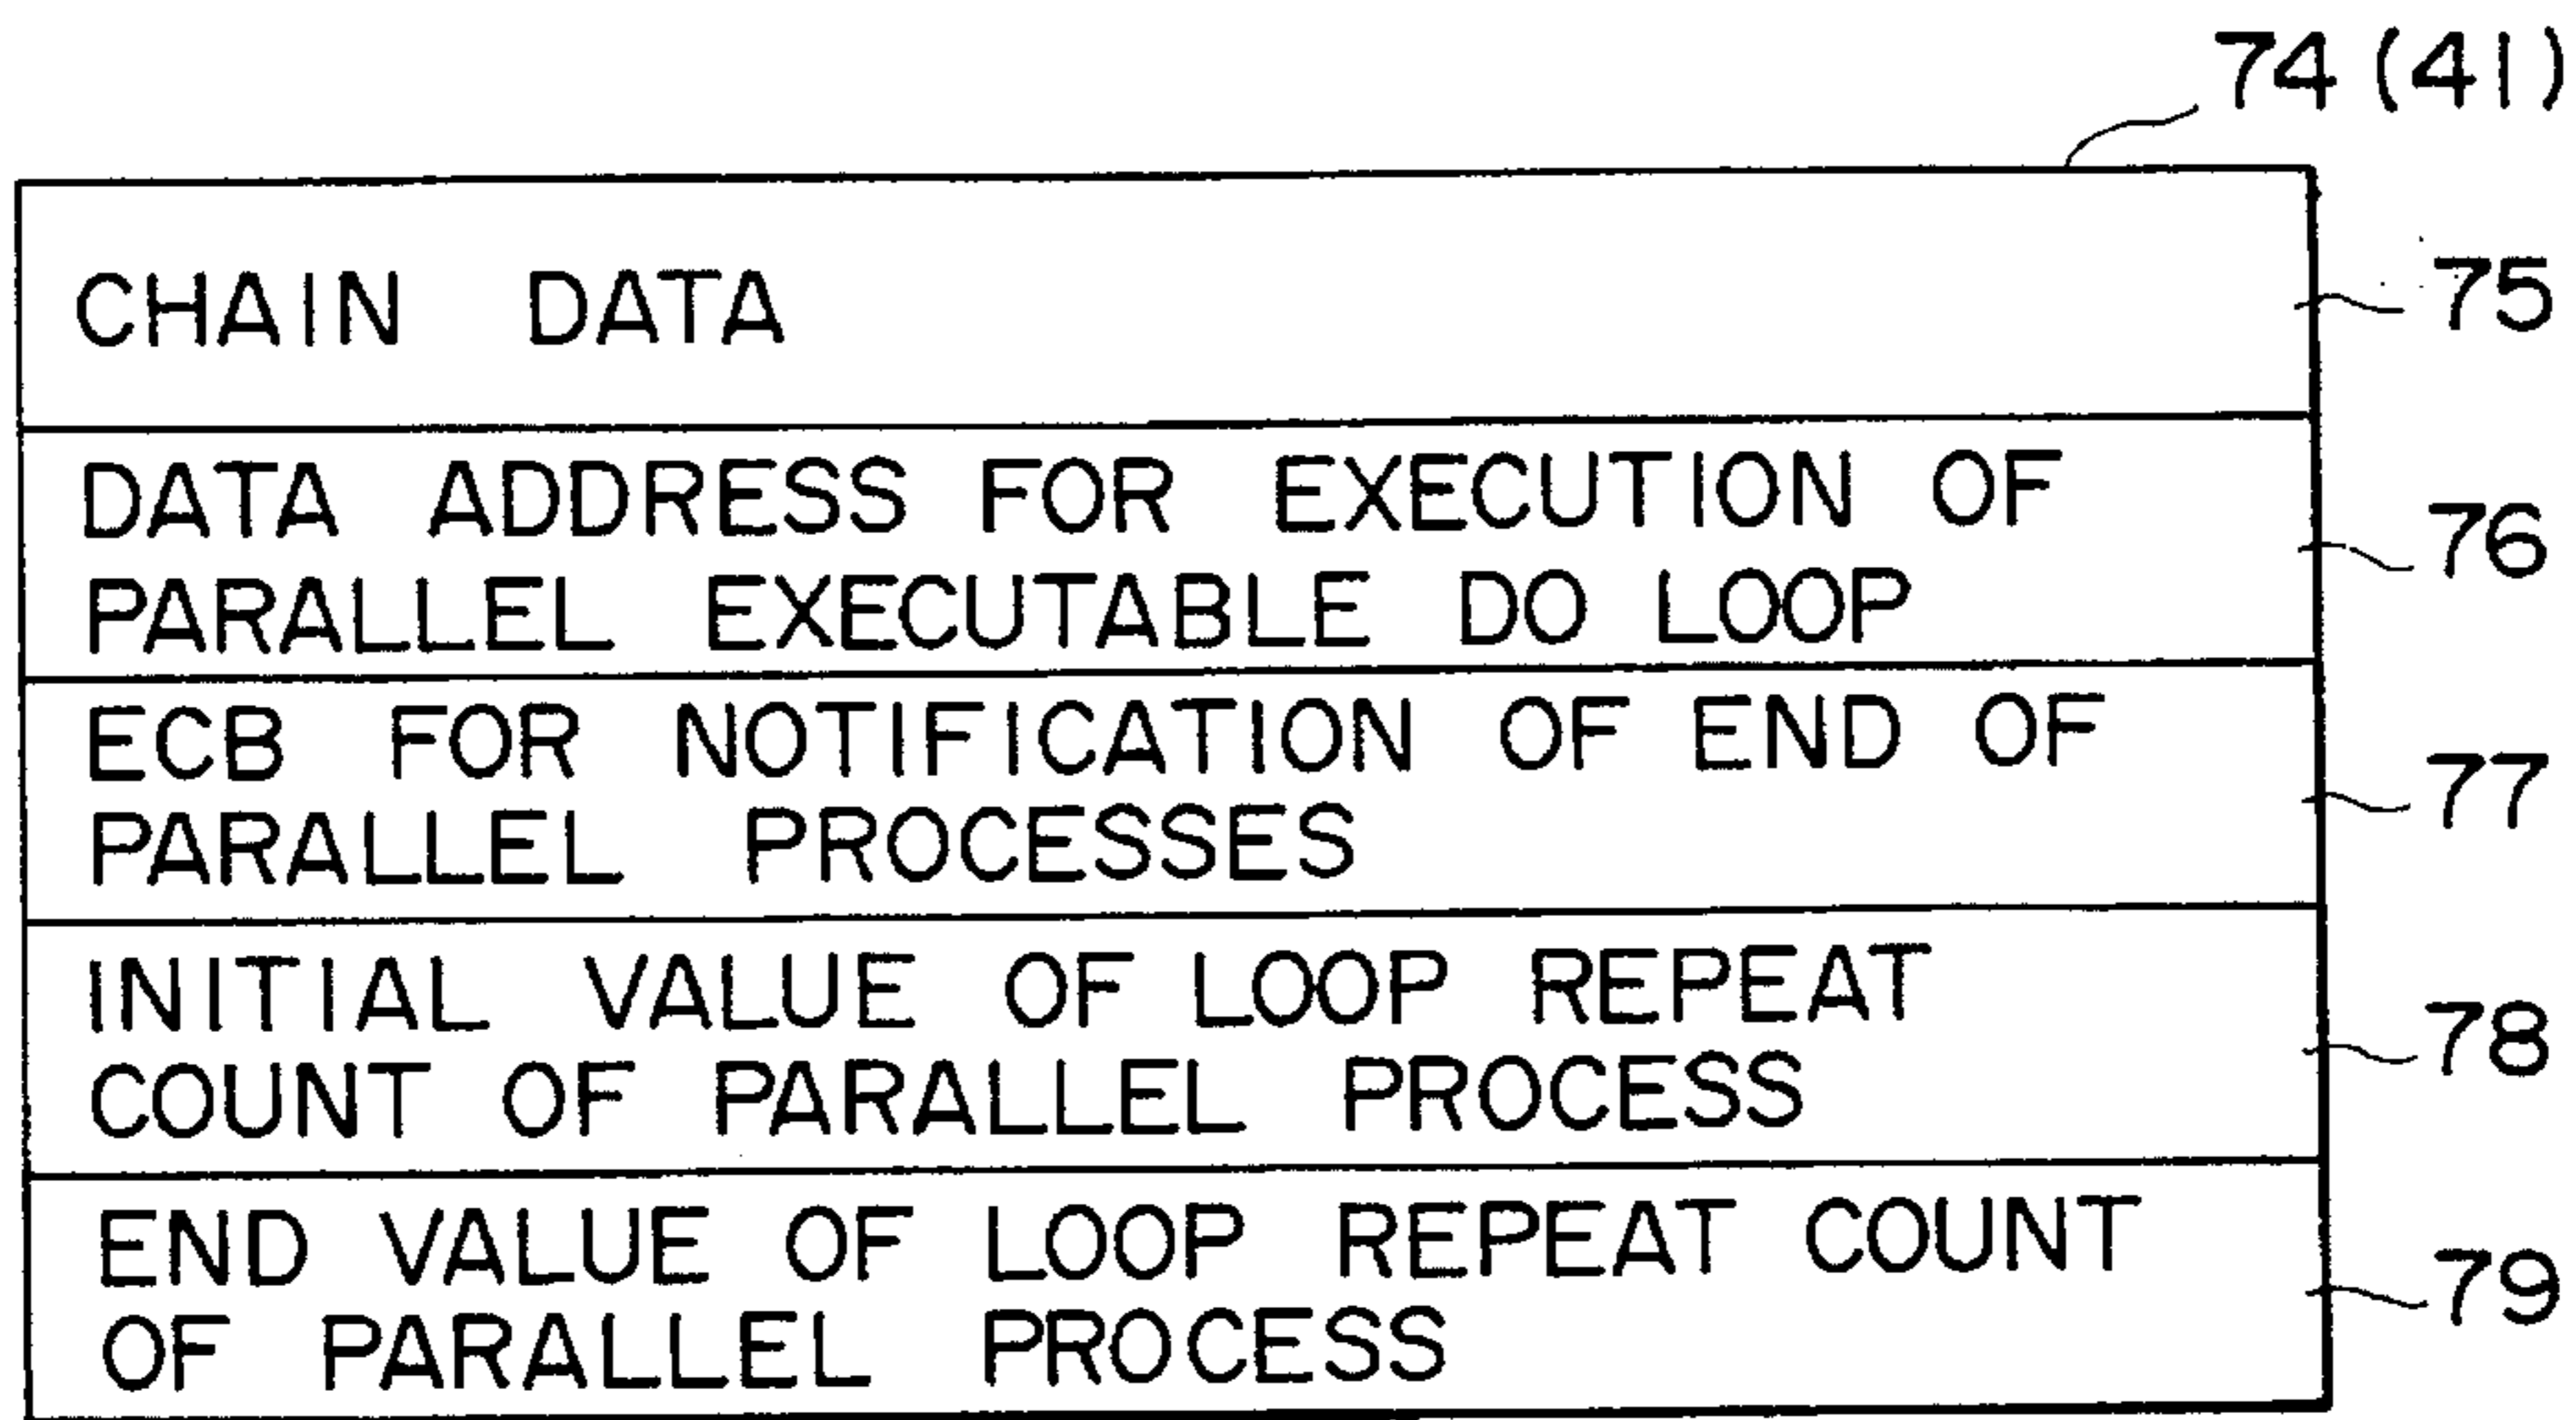 74 (41)
CHAIN DATA
75
DATA ADDRESS FOR EXECUTION OF
PARALLEL EXECUTABLE DO LOOP
76
ECB FOR NOTIFICATION OF END OF
PARALLEL PROCESSES
77
INITIAL VALUE OF LOOP REPEAT
COUNT OF PARALLEL PROCESS
78
END VALUE OF LOOP REPEAT COUNT
OF PARALLEL PROCESS
79